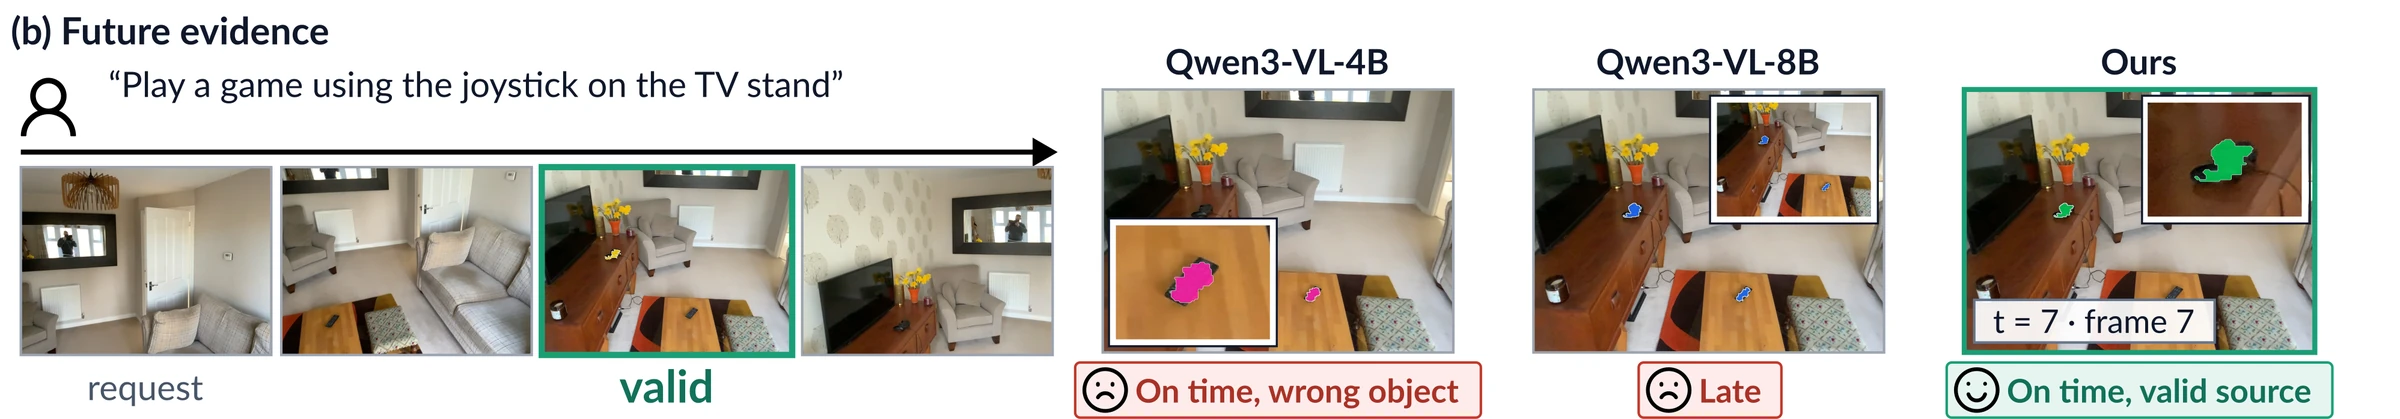 (b) Future evidence
“Play a game using the joystick on the TV stand”
request
valid
Qwen3-VL-4B
On time, wrong object
Qwen3-VL-8B
Late
Ours
t = 7 · frame 7
On time, valid source